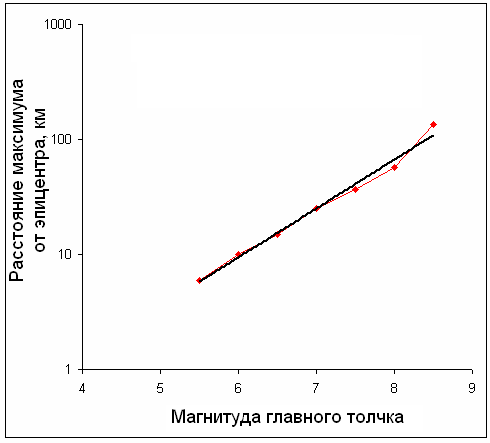 1000
100
10
1
Расстояние максимума
от эпицентра, км
4 5 6 7 8 9
Магнитуда главного толчка